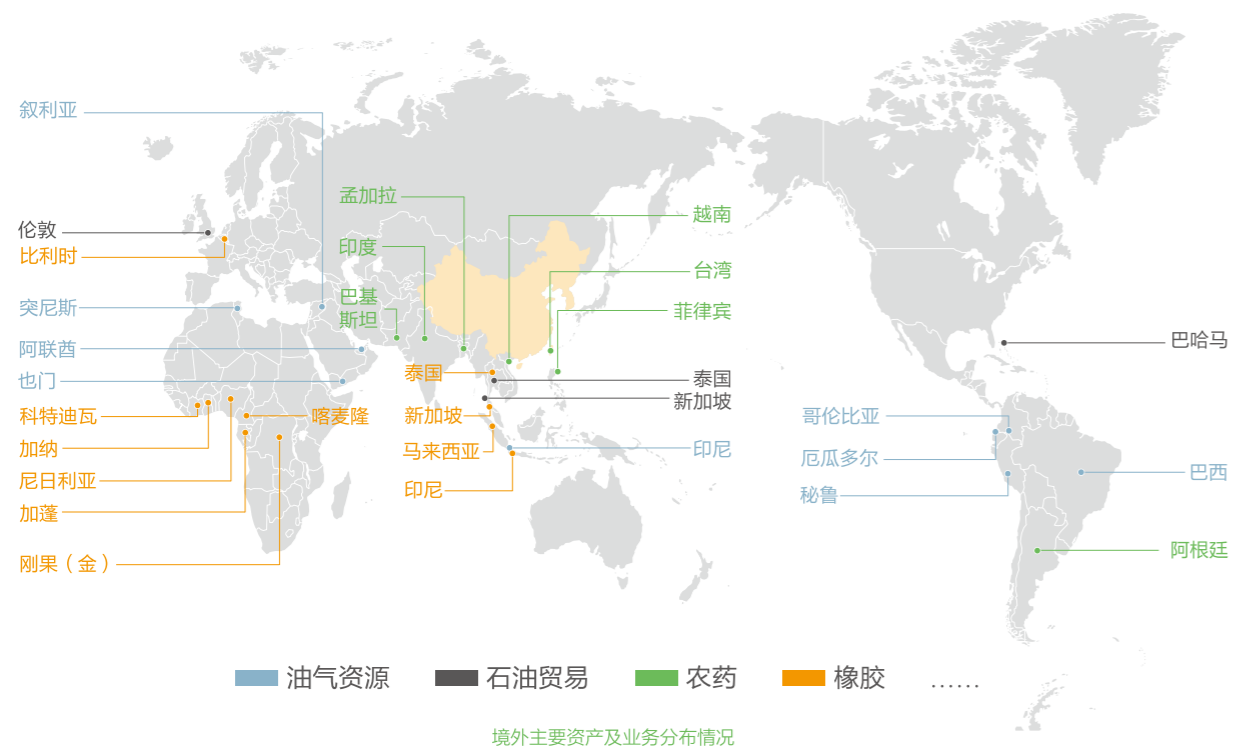 叙利亚
孟加拉
越南
伦敦
比利时
印度
台湾
巴基
斯坦
突尼斯
菲律宾
巴哈马
阿联酋
也门
泰国
泰国
新加坡
科特迪瓦
喀麦隆
新加坡
哥伦比亚
加纳
马来西亚
印尼
厄瓜多尔
尼日利亚
印尼
秘鲁
巴西
加蓬
刚果（金）
阿根廷
油气资源
石油贸易
农药
橡胶
……
境外主要资产及业务分布情况